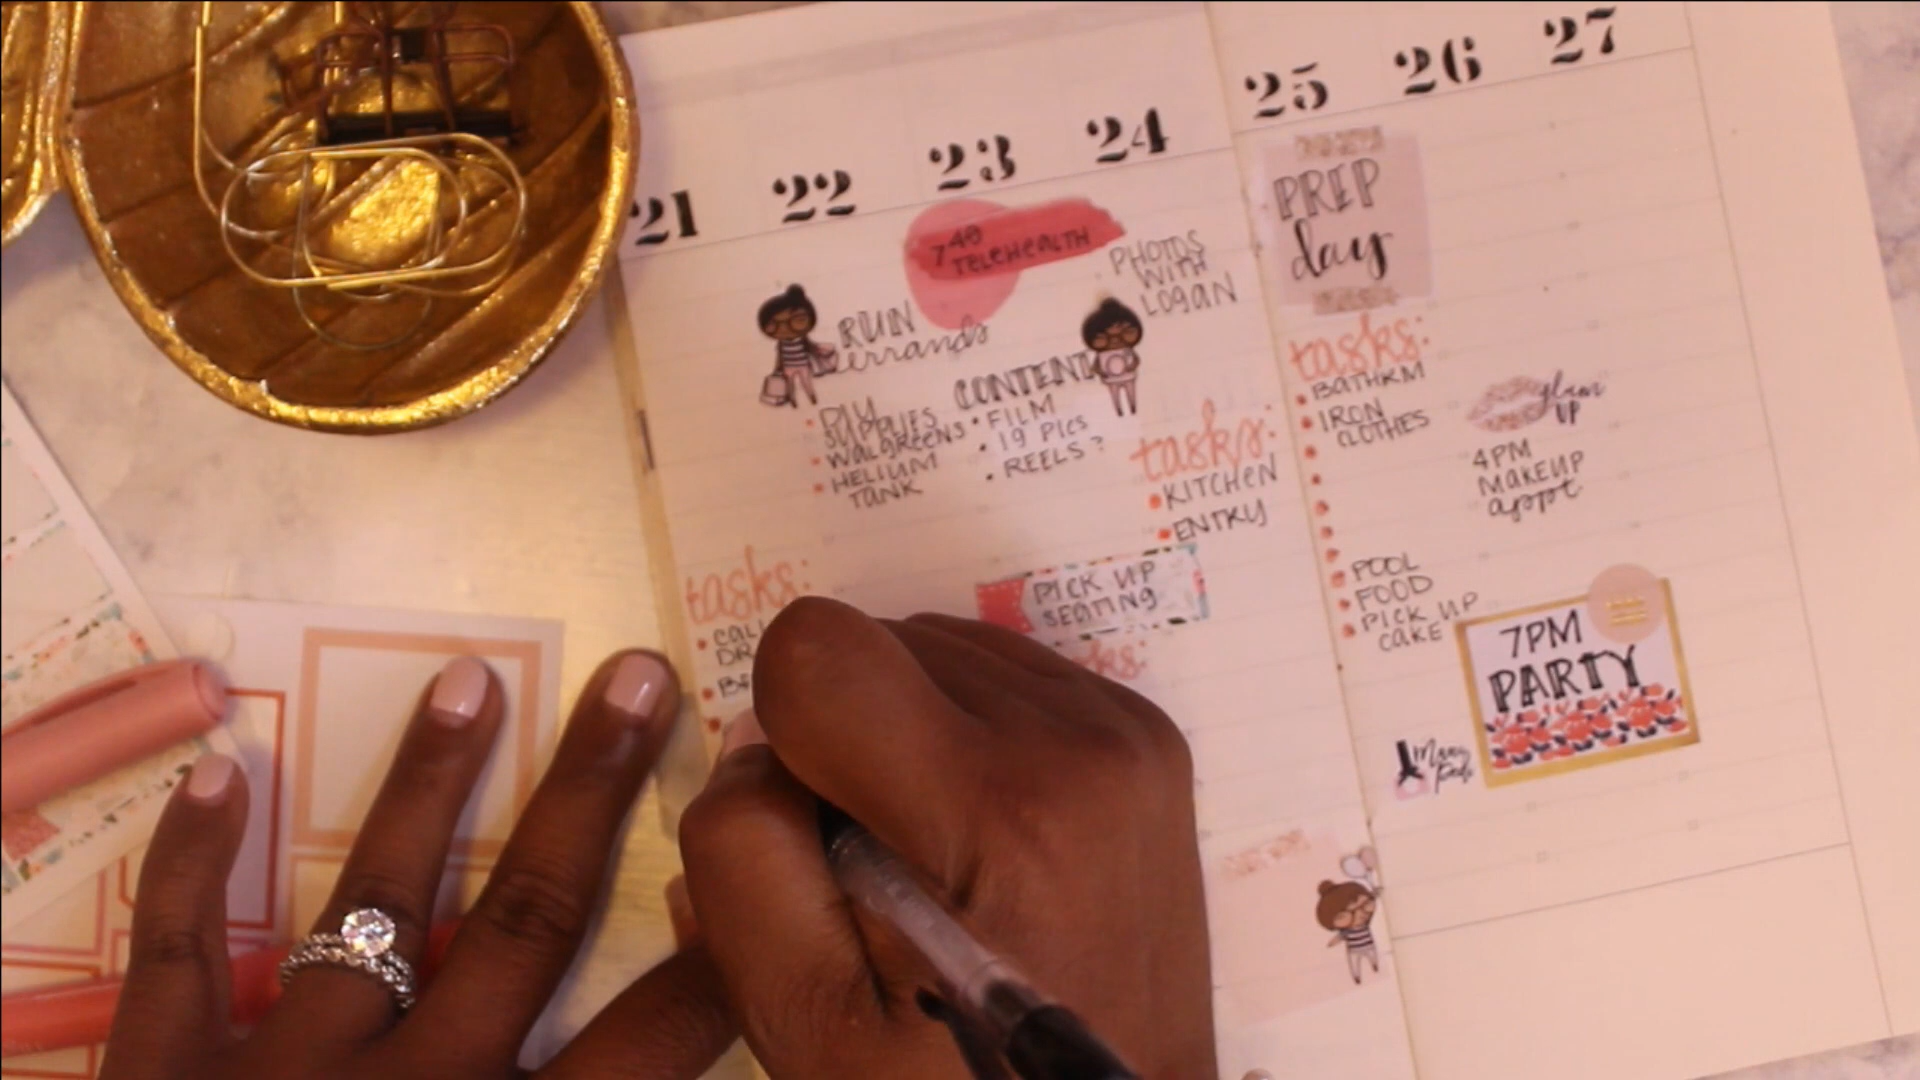 21
22
23
24
25
26
27
7 40
TELEHEALTH
PHOTOS
WITH
LOGAN
RUN
errands
DIY
SUPPLIES
WALGREENS
HELIUM
TANK
CONTENT
FILM
19 PICS
REELS?
tasks:
KITCHEN
ENTRY
PICK UP
SEATING
tasks:
CALL
DR
PREP
day
tasks:
BATHRM
IRON
CLOTHES
POOL
FOOD
PICK UP
CAKE
glam
UP
4PM
MAKEUP
appt.
7PM
PARTY